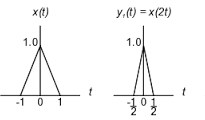 x(t)
1.0
-1 0 1 t
y₁(t) = x(2t)
1.0
-1/2 0 1/2 t